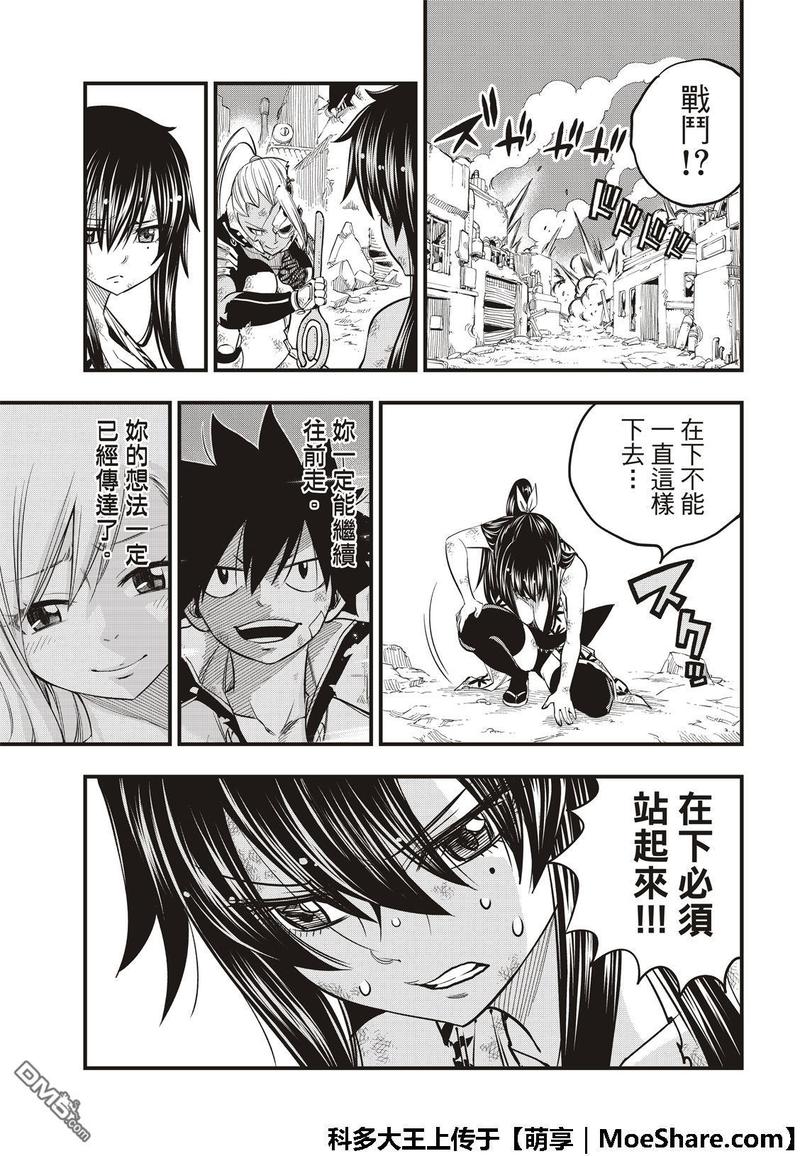 戰鬥!?
ズガガガ
ドドドド
在下不能
一直這樣
下去…
スク゛
妳一定能繼續
往前走。
妳的想法一定
已經傳達了。
在下必須
站起來!!!
DM5.com
科多大王上传于【萌享|MoeShare.com】